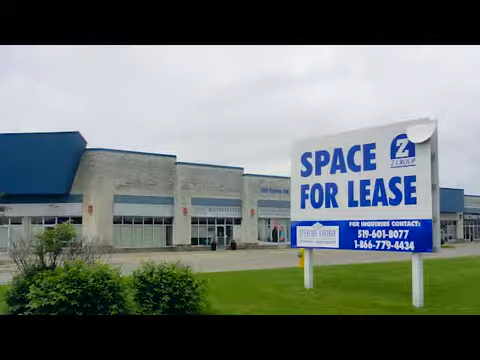 SPACE
FOR LEASE
Z
Z GROUP
FOR INQUIRIES CONTACT:
519-601-8077
1-866-779-4434